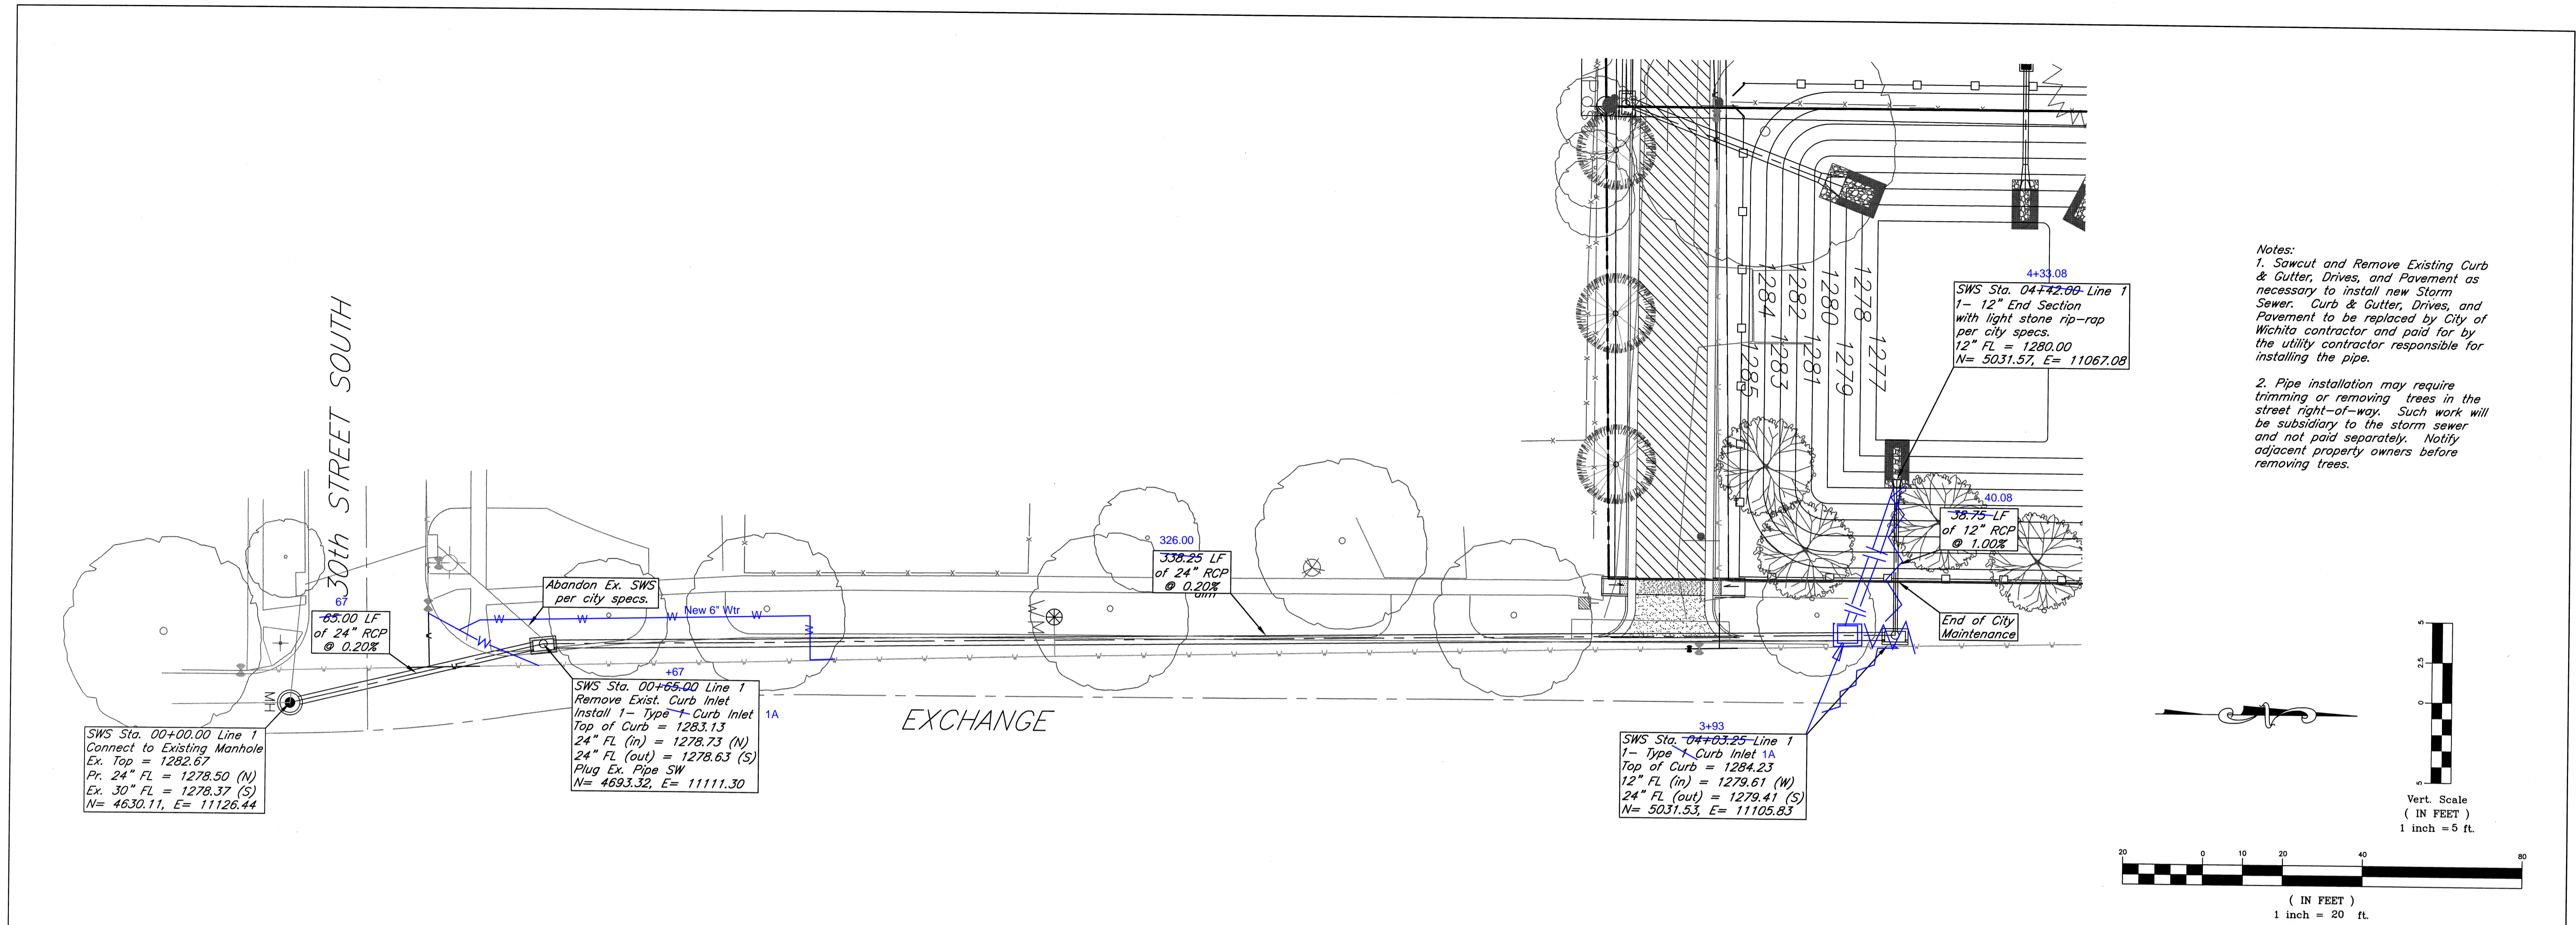 30th STREET SOUTH
67
65.00 LF
of 24" RCP
@ 0.20%
MH
SWS Sta. 00+00.00 Line 1
Connect to Existing Manhole
Ex. Top = 1282.67
Pr. 24" FL = 1278.50 (N)
Ex. 30" FL = 1278.37 (S)
N= 4630.11, E= 11126.44
Abandon Ex. SWS
per city specs.
New 6" Wtr
W W W W
W
W
+67
SWS Sta. 00+65.00 Line 1
Remove Exist. Curb Inlet
Install 1- Type 1 Curb Inlet 1A
Top of Curb = 1283.13
24" FL (in) = 1278.73 (N)
24" FL (out) = 1278.63 (S)
Plug Ex. Pipe SW
N= 4693.32, E= 11111.30
EXCHANGE
326.00
338.25 LF
of 24" RCP
@ 0.20%
1285
1284
1283
1282
1281
1280
1279
1278
1277
4+33.08
SWS Sta. 04+42.00 Line 1
1- 12" End Section
with light stone rip-rap
per city specs.
12" FL = 1280.00
N= 5031.57, E= 11067.08
40.08
38.75 LF
of 12" RCP
@ 1.00%
End of City
Maintenance
3+93
SWS Sta. 04+03.25 Line 1
1- Type 1 Curb Inlet 1A
Top of Curb = 1284.23
12" FL (in) = 1279.61 (W)
24" FL (out) = 1279.41 (S)
N= 5031.53, E= 11105.83
Notes:
1. Sawcut and Remove Existing Curb
& Gutter, Drives, and Pavement as
necessary to install new Storm
Sewer. Curb & Gutter, Drives, and
Pavement to be replaced by City of
Wichita contractor and paid for by
the utility contractor responsible for
installing the pipe.
2. Pipe installation may require
trimming or removing trees in the
street right-of-way. Such work will
be subsidiary to the storm sewer
and not paid separately. Notify
adjacent property owners before
removing trees.
5
2.5
0
5
Vert. Scale
( IN FEET )
1 inch = 5 ft.
20 0 10 20 40 80
( IN FEET )
1 inch = 20 ft.